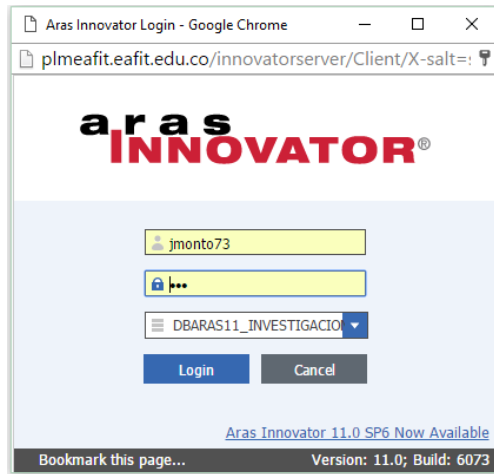 Aras Innovator Login - Google Chrome
plmeafit.eafit.edu.co/innovatorserver/Client/X-salt=:
aras
INNOVATOR®
jmonto73
•••
DBARAS11_INVESTIGACIO
Login Cancel
Aras Innovator 11.0 SP6 Now Available
Bookmark this page... Version: 11.0; Build: 6073